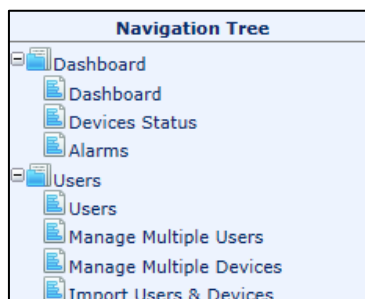 Navigation Tree
Dashboard
Dashboard
Devices Status
Alarms
Users
Users
Manage Multiple Users
Manage Multiple Devices
Import Users & Devices